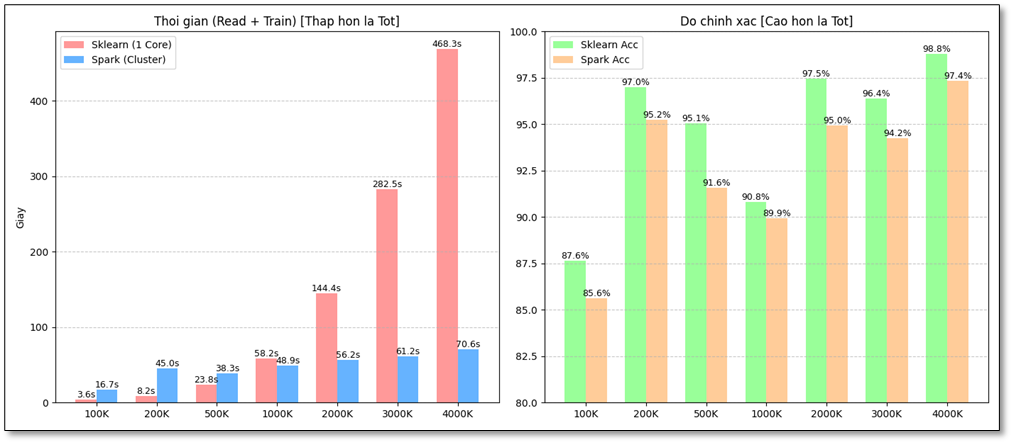 Thoi gian (Read + Train) [Thap hon la Tot]
Sklearn (1 Core)
Spark (Cluster)
Giay
400
300
200
100
0
3.6s
16.7s
8.2s
45.0s
23.8s
38.3s
58.2s
48.9s
144.4s
56.2s
282.5s
61.2s
468.3s
70.6s
100K
200K
500K
1000K
2000K
3000K
4000K
Do chinh xac [Cao hon la Tot]
Sklearn Acc
Spark Acc
100.0
97.5
95.0
92.5
90.0
87.5
85.0
82.5
80.0
87.6%
85.6%
97.0%
95.2%
95.1%
91.6%
90.8%
89.9%
97.5%
95.0%
96.4%
94.2%
98.8%
97.4%
100K
200K
500K
1000K
2000K
3000K
4000K